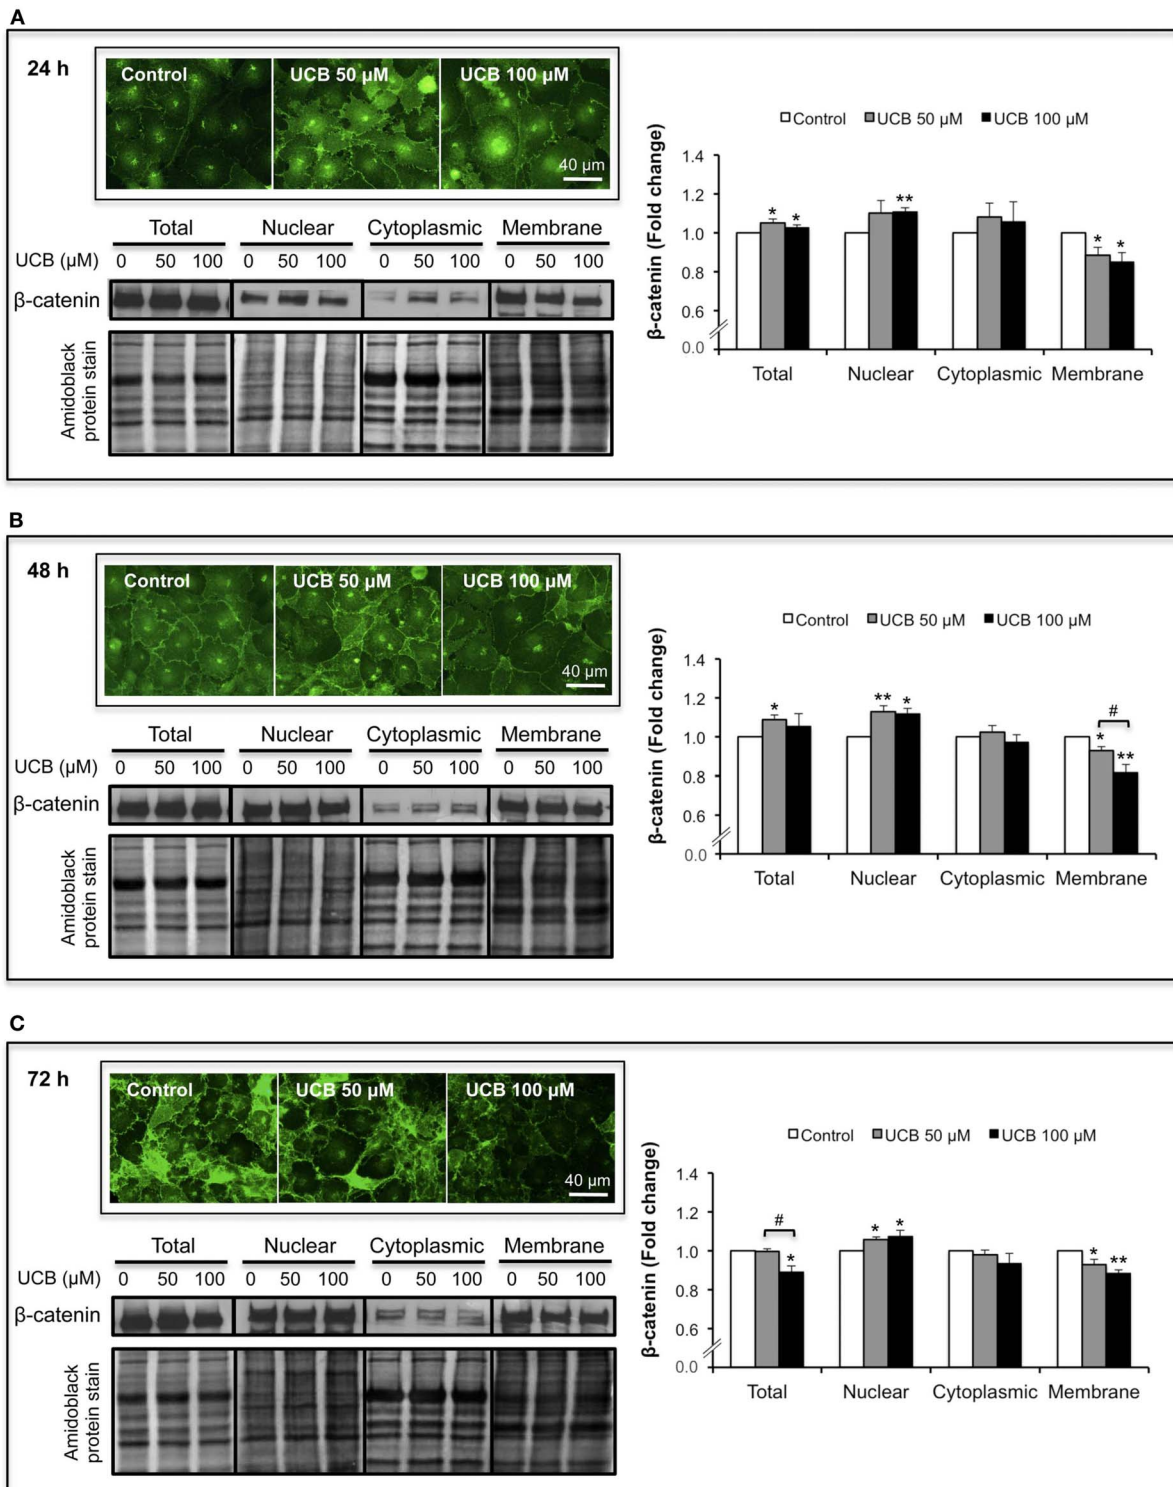 A
24 h
Control
UCB 50 µM
UCB 100 µM
40 µm
Total Nuclear Cytoplasmic Membrane
UCB (µM) 0 50 100 0 50 100 0 50 100 0 50 100
β-catenin
Amidoblack
protein stain
Control UCB 50 µM UCB 100 µM
β-catenin (Fold change)
1.4
1.2
1.0
0.8
0.6
0.0
* * ** * *
Total Nuclear Cytoplasmic Membrane
B
48 h
Control
UCB 50 µM
UCB 100 µM
40 µm
Total Nuclear Cytoplasmic Membrane
UCB (µM) 0 50 100 0 50 100 0 50 100 0 50 100
β-catenin
Amidoblack
protein stain
Control UCB 50 µM UCB 100 µM
β-catenin (Fold change)
1.4
1.2
1.0
0.8
0.6
0.0
#
* ** * * **
Total Nuclear Cytoplasmic Membrane
C
72 h
Control
UCB 50 µM
UCB 100 µM
40 µm
Total Nuclear Cytoplasmic Membrane
UCB (µM) 0 50 100 0 50 100 0 50 100 0 50 100
β-catenin
Amidoblack
protein stain
Control UCB 50 µM UCB 100 µM
β-catenin (Fold change)
1.4
1.2
1.0
0.8
0.6
0.0
#
* * * * **
Total Nuclear Cytoplasmic Membrane